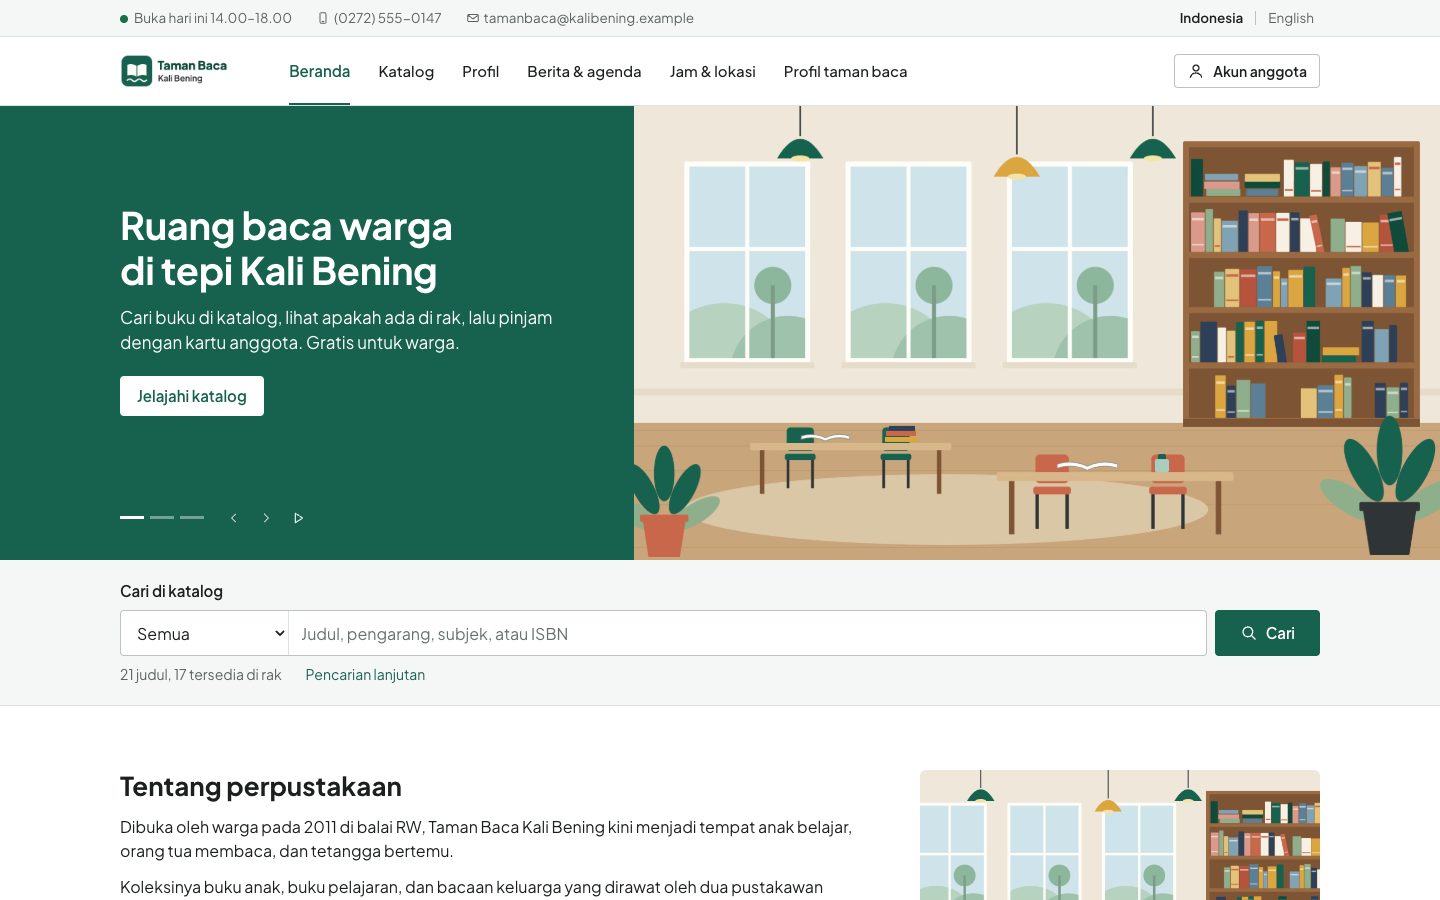 Buka hari ini 14.00–18.00 (0272) 555-0147 tamanbaca@kalibening.example Indonesia English
Taman Baca
Kali Bening
Beranda Katalog Profil Berita & agenda Jam & lokasi Profil taman baca Akun anggota
Ruang baca warga
di tepi Kali Bening
Cari buku di katalog, lihat apakah ada di rak, lalu pinjam
dengan kartu anggota. Gratis untuk warga.
Jelajahi katalog
Cari di katalog
Semua Judul, pengarang, subjek, atau ISBN Cari
21 judul, 17 tersedia di rak Pencarian lanjutan
Tentang perpustakaan
Dibuka oleh warga pada 2011 di balai RW, Taman Baca Kali Bening kini menjadi tempat anak belajar,
orang tua membaca, dan tetangga bertemu.
Koleksinya buku anak, buku pelajaran, dan bacaan keluarga yang dirawat oleh dua pustakawan